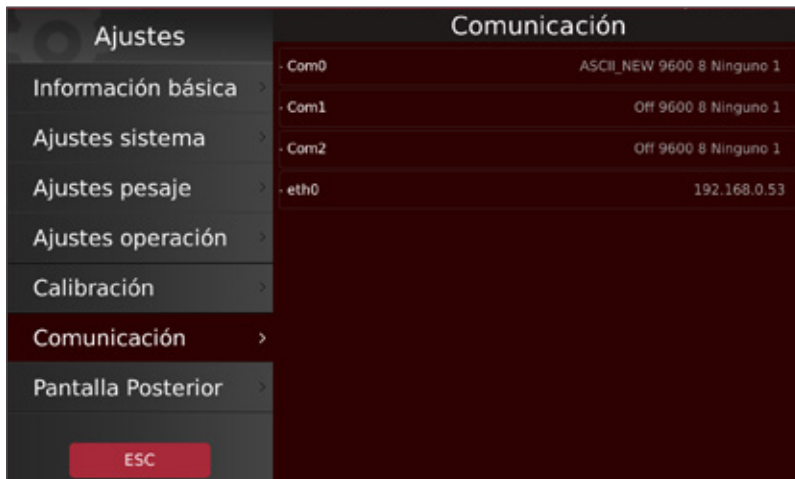 Ajustes
Información básica
Ajustes sistema
Ajustes pesaje
Ajustes operación
Calibración
Comunicación
Pantalla Posterior
ESC
Comunicación
Com0 ASCII_NEW 9600 8 Ninguno 1
Com1 Off 9600 8 Ninguno 1
Com2 Off 9600 8 Ninguno 1
eth0 192.168.0.53